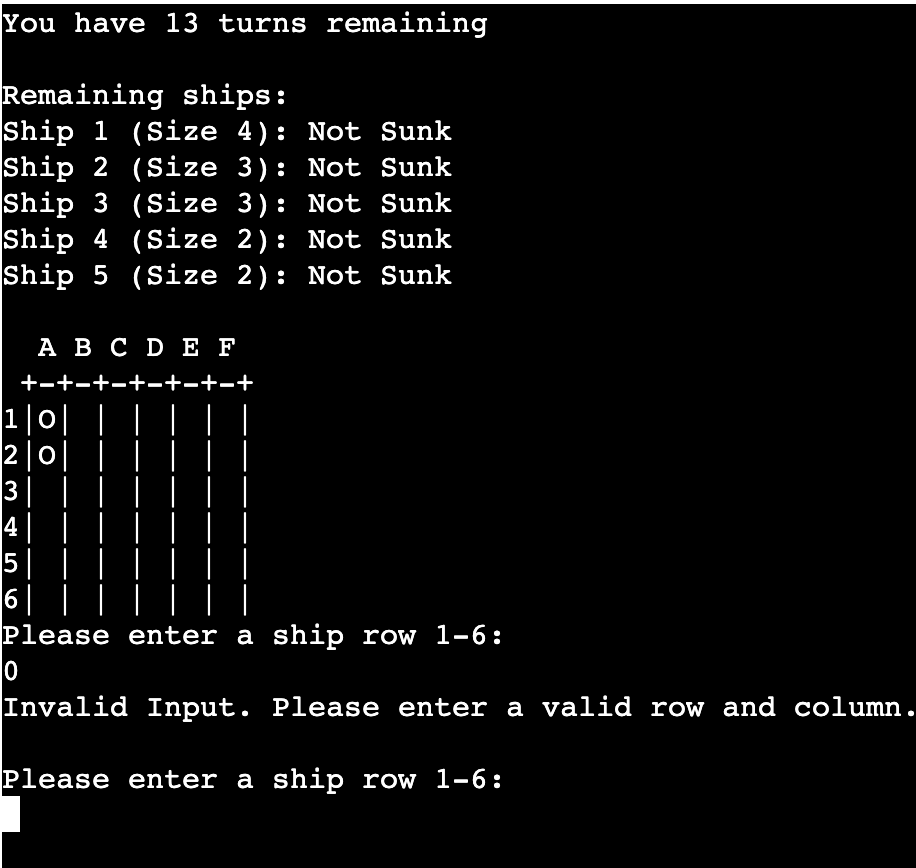 You have 13 turns remaining
Remaining ships:
Ship 1 (Size 4): Not Sunk
Ship 2 (Size 3): Not Sunk
Ship 3 (Size 3): Not Sunk
Ship 4 (Size 2): Not Sunk
Ship 5 (Size 2): Not Sunk
  A B C D E F
 +-+-+-+-+-+-+
1|O| | | | | |
2|O| | | | | |
3| | | | | | |
4| | | | | | |
5| | | | | | |
6| | | | | | |
Please enter a ship row 1-6:
0
Invalid Input. Please enter a valid row and column.
Please enter a ship row 1-6: